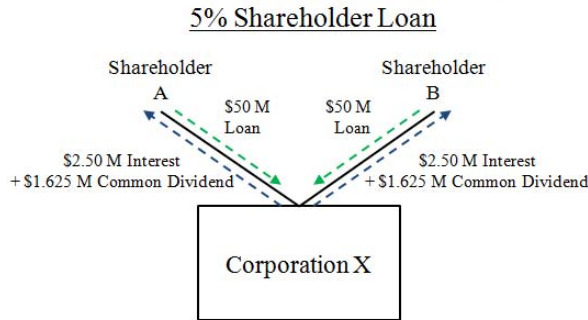 5% Shareholder Loan
Shareholder
A
Shareholder
B
$50 M
Loan
$50 M
Loan
$2.50 M Interest
+ $1.625 M Common Dividend
$2.50 M Interest
+ $1.625 M Common Dividend
Corporation X